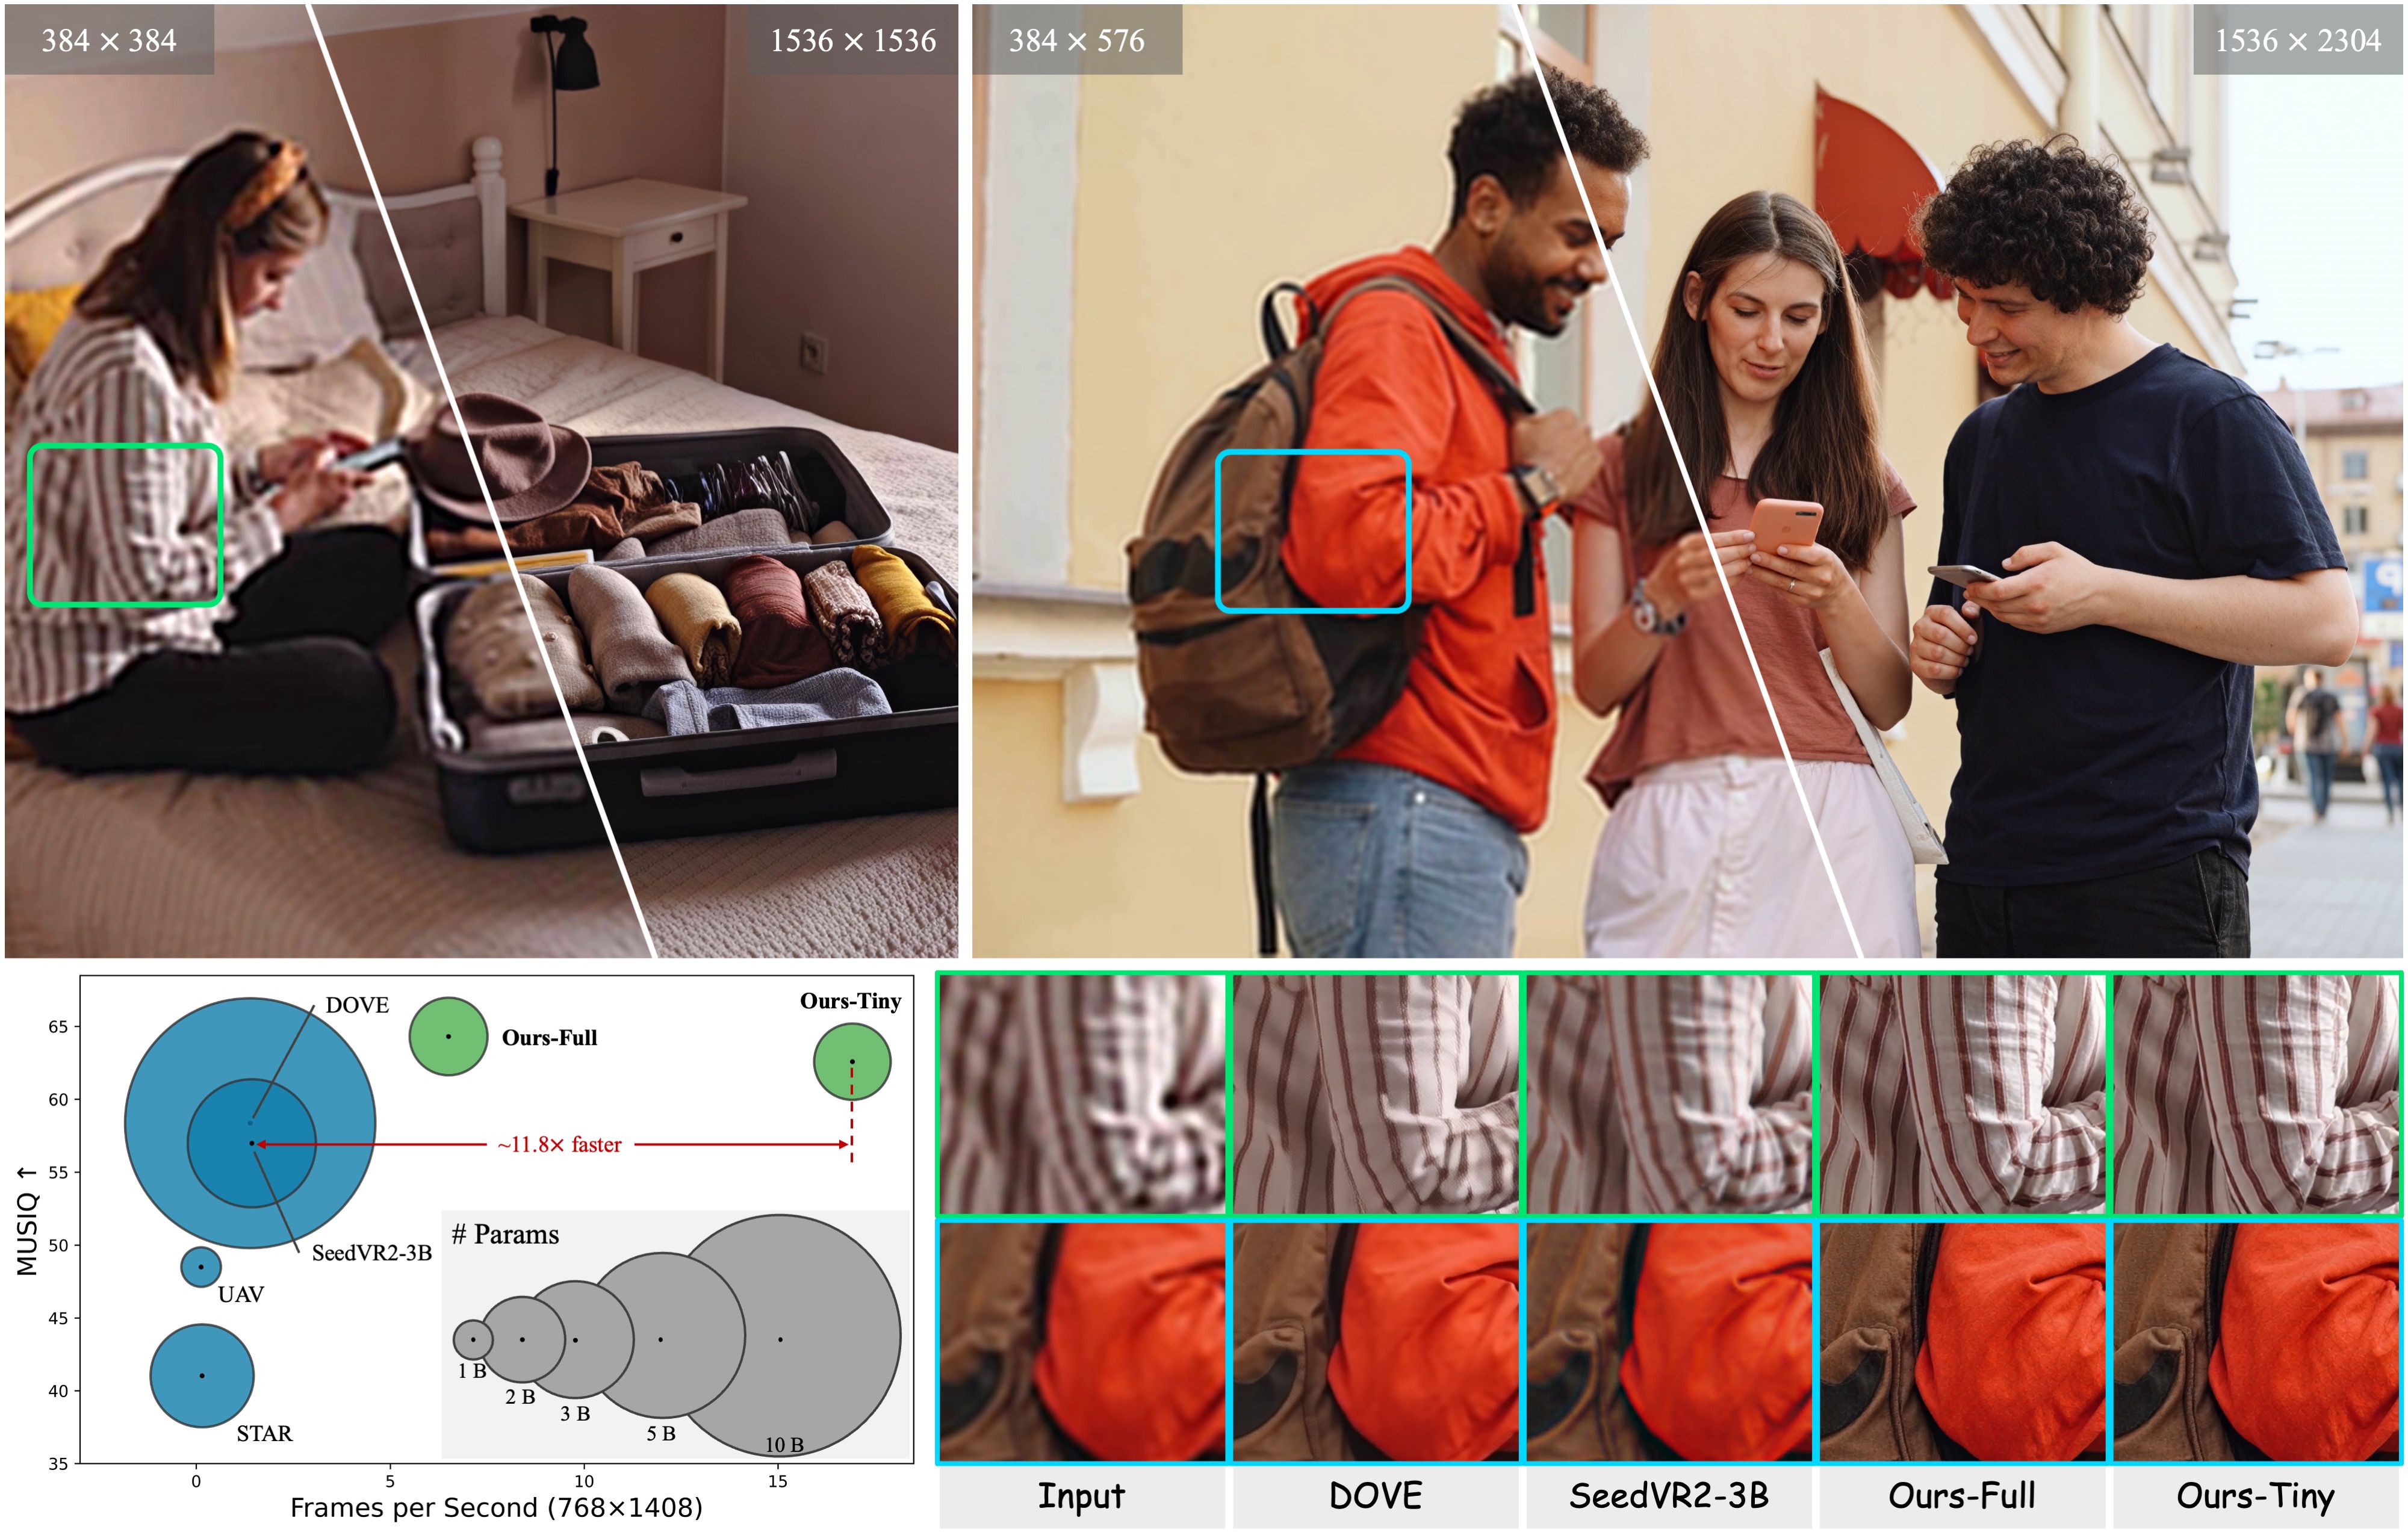 384 × 384
1536 × 1536
384 × 576
1536 × 2304
DOVE
Ours-Full
Ours-Tiny
~11.8× faster
SeedVR2-3B
UAV
STAR
# Params
1 B
2 B
3 B
5 B
10 B
MUSIQ ↑
65
60
55
50
45
40
35
0
5
10
15
Frames per Second (768×1408)
Input
DOVE
SeedVR2-3B
Ours-Full
Ours-Tiny